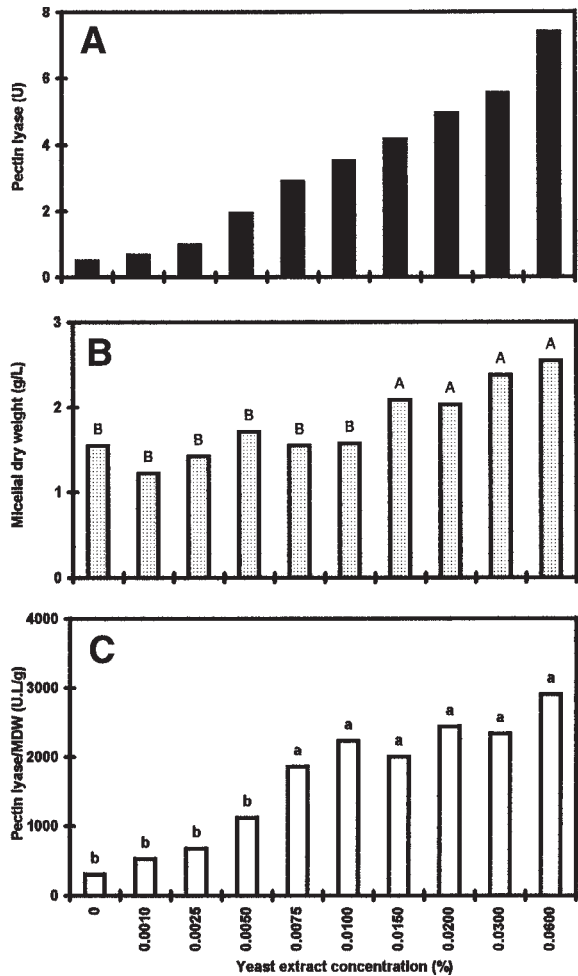 A
Pectin lyase (U)
8
6
4
2
0
B
Micelial dry weight (g/L)
3
2
1
0
B
B
B
B
B
B
A
A
A
A
C
Pectin lyase/MDW (U.L/g)
4000
3000
2000
1000
0
b
b
b
b
a
a
a
a
a
a
0
0.0010
0.0025
0.0050
0.0075
0.0100
0.0150
0.0200
0.0300
0.0600
Yeast extract concentration (%)